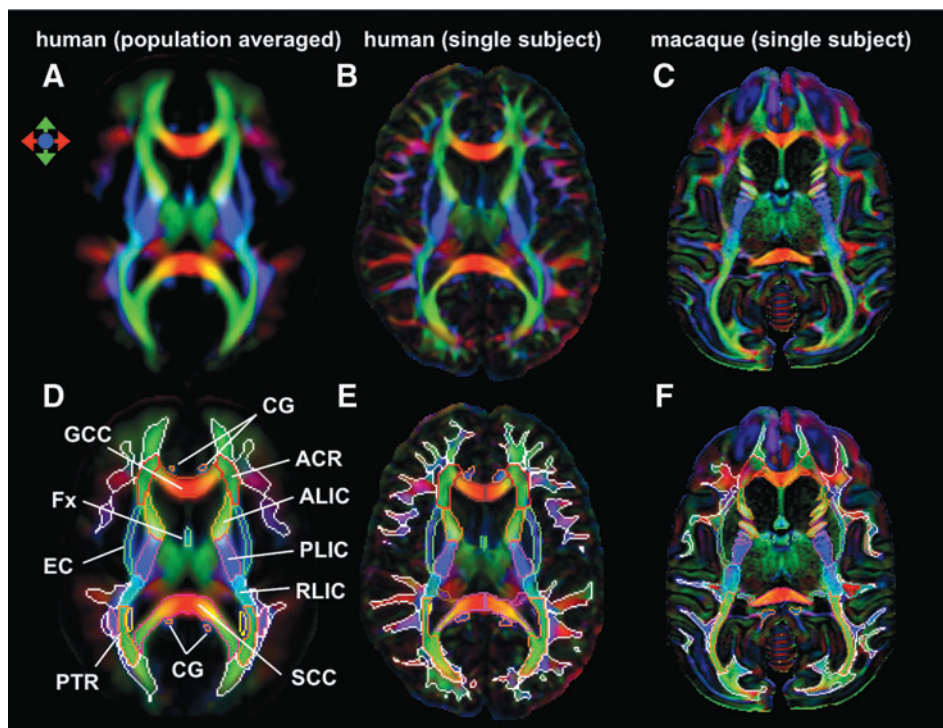 human (population averaged) human (single subject) macaque (single subject)
A B C
D E F
CG
GCC
ACR
Fx
ALIC
EC
PLIC
RLIC
PTR
CG
SCC